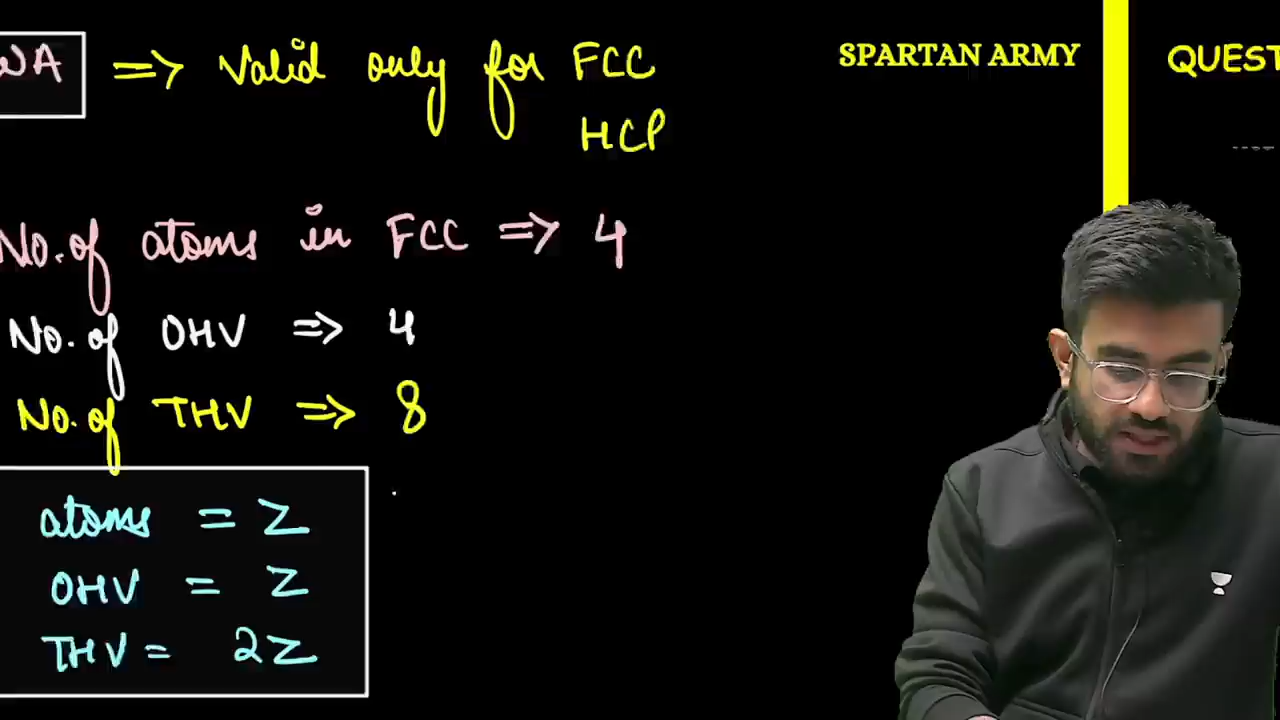 WA => Valid only for FCC
HCP
No. of atoms in FCC => 4
No. of OHV => 4
No. of THV => 8
atoms = Z
OHV = Z
THV = 2Z
SPARTAN ARMY
QUEST